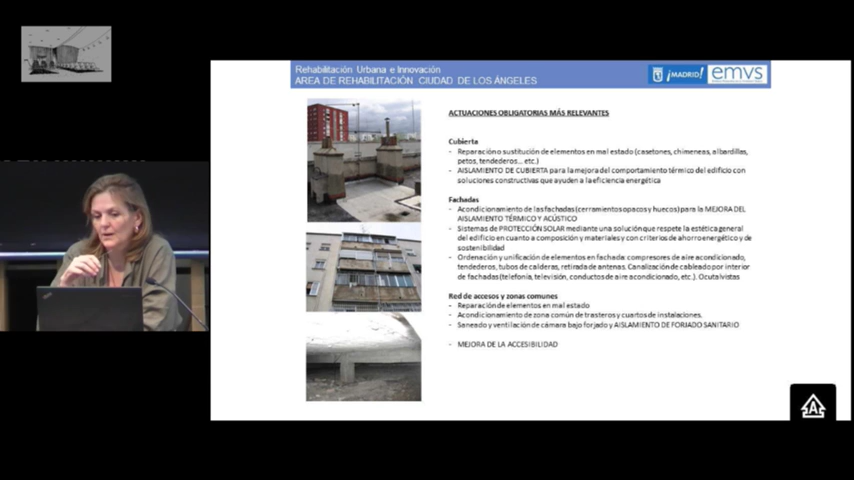 Rehabilitación Urbana e Innovación
AREA DE REHABILITACIÓN CIUDAD DE LOS ÁNGELES
¡MADRID!
emvs
ACTUACIONES OBLIGATORIAS MÁS RELEVANTES
Cubierta
- Reparación o sustitución de elementos en mal estado (casetones, chimeneas, albardillas,
petos, tendederos... etc.)
- AISLAMIENTO DE CUBIERTA para la mejora del comportamiento térmico del edificio con
soluciones constructivas que ayuden a la eficiencia energética
Fachadas
- Acondicionamiento de las fachadas (cerramientos opacos y huecos) para la MEJORA DEL
AISLAMIENTO TÉRMICO Y ACÚSTICO
- Sistemas de PROTECCIÓN SOLAR mediante una solución que respete la estética general
del edificio en cuanto a composición y materiales y con criterios de ahorro energético y de
sostenibilidad
- Ordenación y unificación de elementos en fachada: compresores de aire acondicionado,
tendederos, tubos de calderas, retirada de antenas. Canalización de cableado por interior
de fachadas (telefonía, televisión, conductos de aire acondicionado, etc.). Ocutalvistas
Red de accesos y zonas comunes
- Reparación de elementos en mal estado
- Acondicionamiento de zona común de trasteros y cuartos de instalaciones.
- Saneado y ventilación de cámara bajo forjado y AISLAMIENTO DE FORJADO SANITARIO
- MEJORA DE LA ACCESIBILIDAD
A